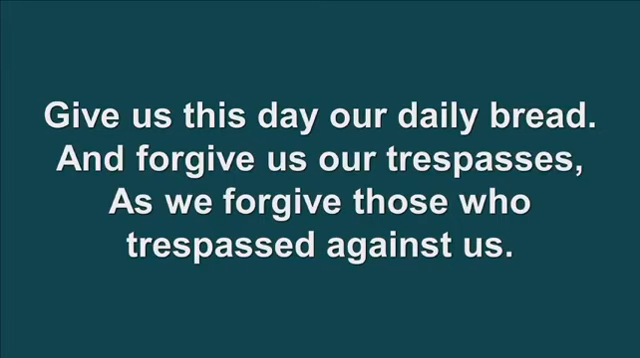 Give us this day our daily bread.
And forgive us our trespasses,
As we forgive those who
trespassed against us.